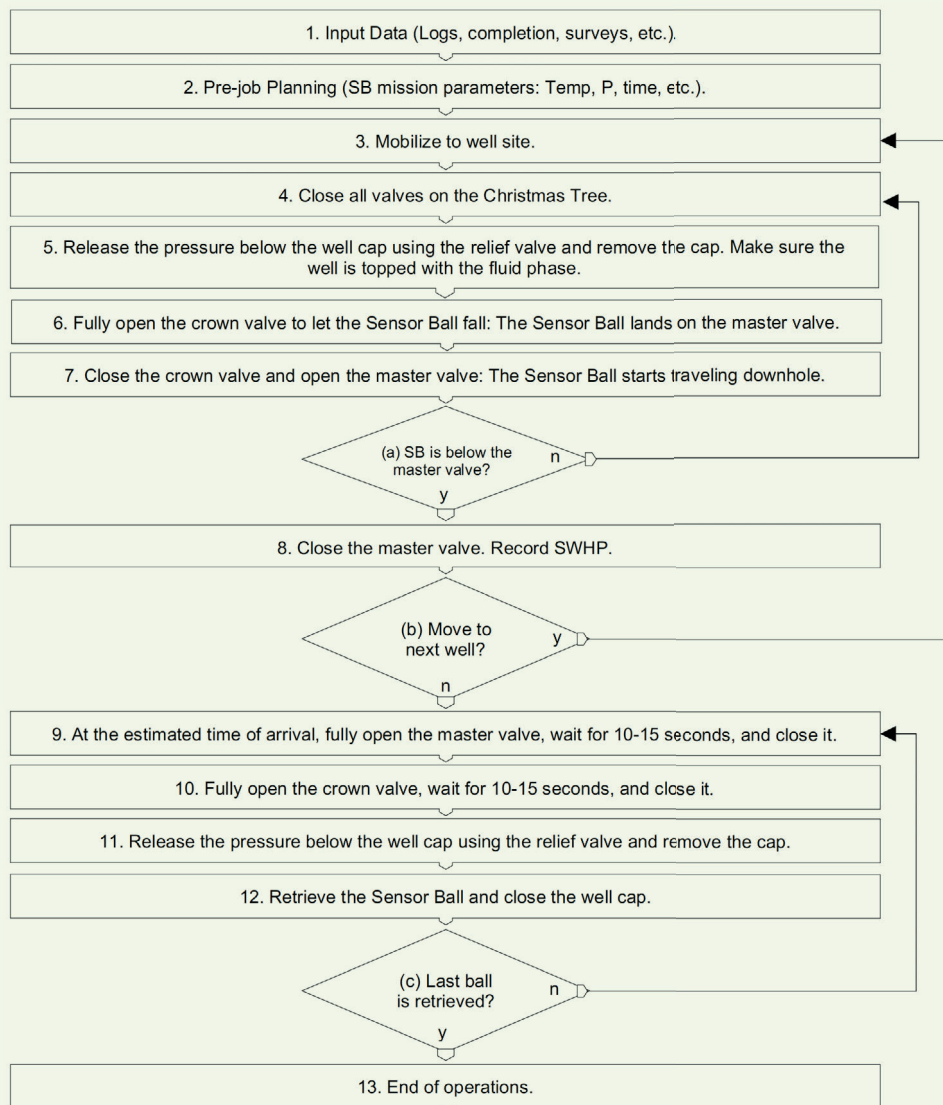 1. Input Data (Logs, completion, surveys, etc.).
2. Pre-job Planning (SB mission parameters: Temp, P, time, etc.).
3. Mobilize to well site.
4. Close all valves on the Christmas Tree.
5. Release the pressure below the well cap using the relief valve and remove the cap. Make sure the
well is topped with the fluid phase.
6. Fully open the crown valve to let the Sensor Ball fall: The Sensor Ball lands on the master valve.
7. Close the crown valve and open the master valve: The Sensor Ball starts traveling downhole.
(a) SB is below the
master valve?
n
y
8. Close the master valve. Record SWHP.
(b) Move to
next well?
y
n
9. At the estimated time of arrival, fully open the master valve, wait for 10-15 seconds, and close it.
10. Fully open the crown valve, wait for 10-15 seconds, and close it.
11. Release the pressure below the well cap using the relief valve and remove the cap.
12. Retrieve the Sensor Ball and close the well cap.
(c) Last ball
is retrieved?
n
y
13. End of operations.